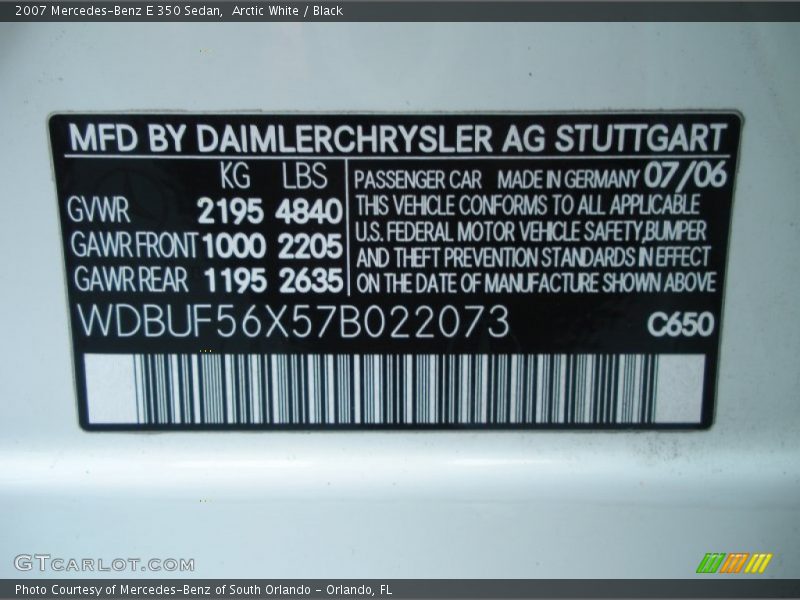 2007 Mercedes-Benz E 350 Sedan, Arctic White / Black
MFD BY DAIMLERCHRYSLER AG STUTTGART
KG LBS
GVWR 2195 4840
GAWR FRONT 1000 2205
GAWR REAR 1195 2635
PASSENGER CAR MADE IN GERMANY 07/06
THIS VEHICLE CONFORMS TO ALL APPLICABLE
U.S. FEDERAL MOTOR VEHICLE SAFETY,BUMPER
AND THEFT PREVENTION STANDARDS IN EFFECT
ON THE DATE OF MANUFACTURE SHOWN ABOVE
WDBUF56X57B022073 C650
GTCARLOT.COM
Photo Courtesy of Mercedes-Benz of South Orlando - Orlando, FL